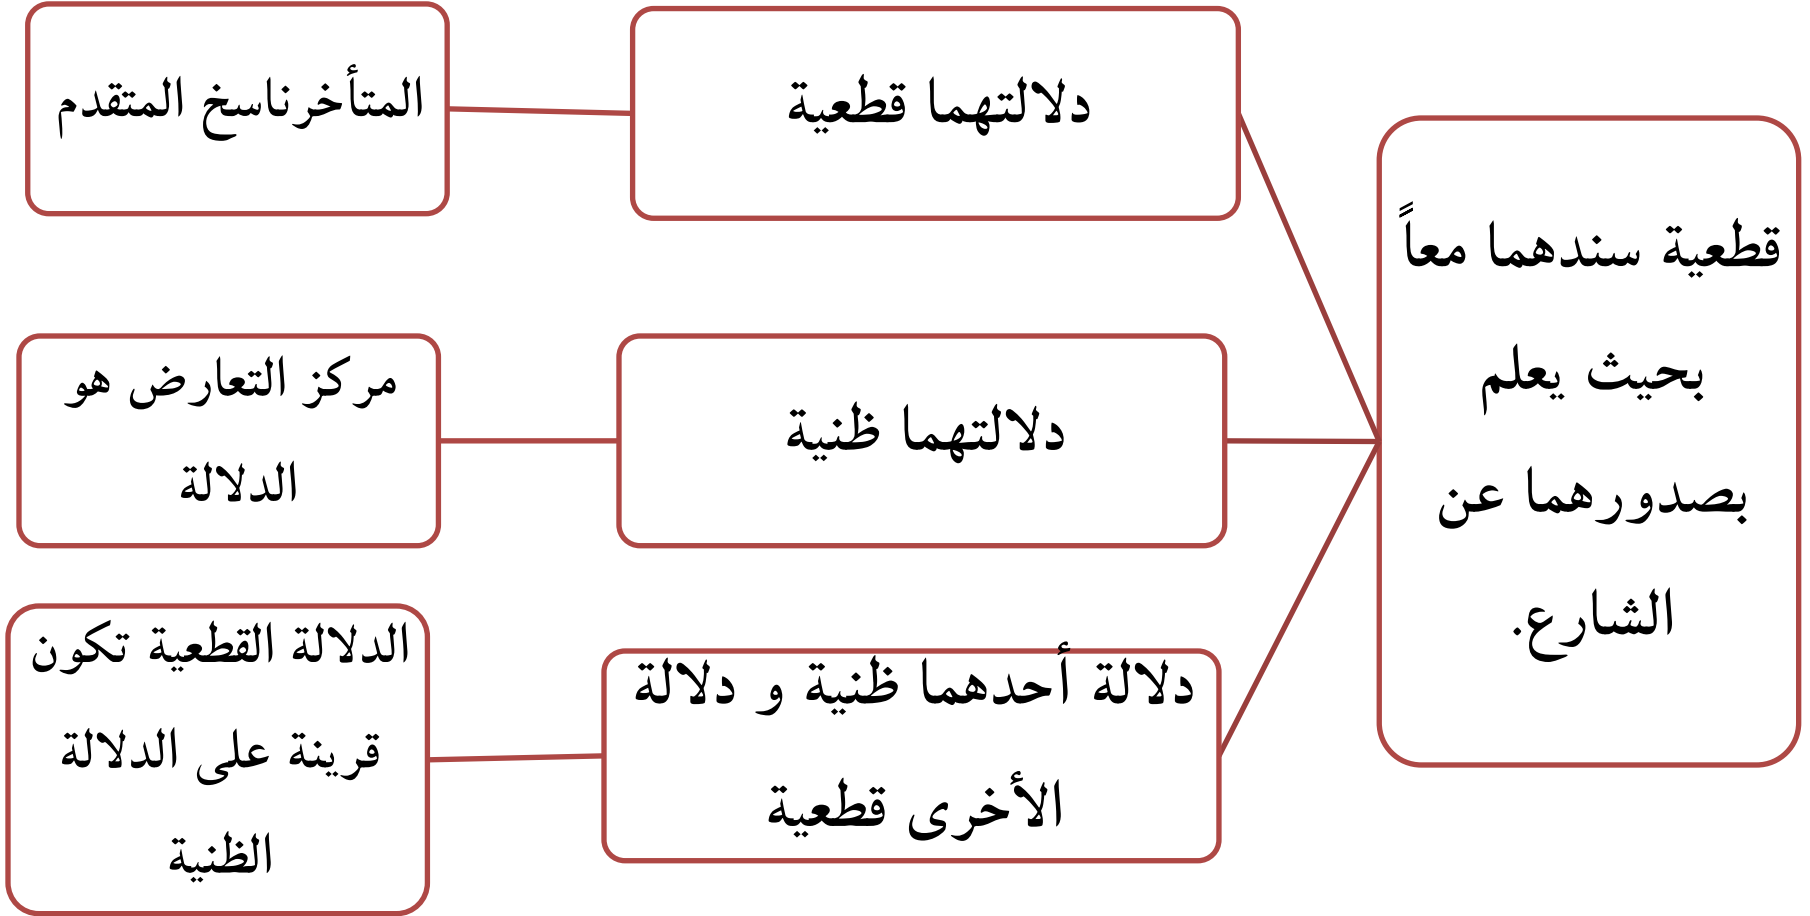 قطعية سندهما معاً
بحيث يعلم
بصدورهما عن
الشارع.
دلالتهما قطعية
المتأخرناسخ المتقدم
دلالتهما ظنية
مركز التعارض هو
الدلالة
دلالة أحدهما ظنية و دلالة
الأخرى قطعية
الدلالة القطعية تكون
قرينة على الدلالة
الظنية